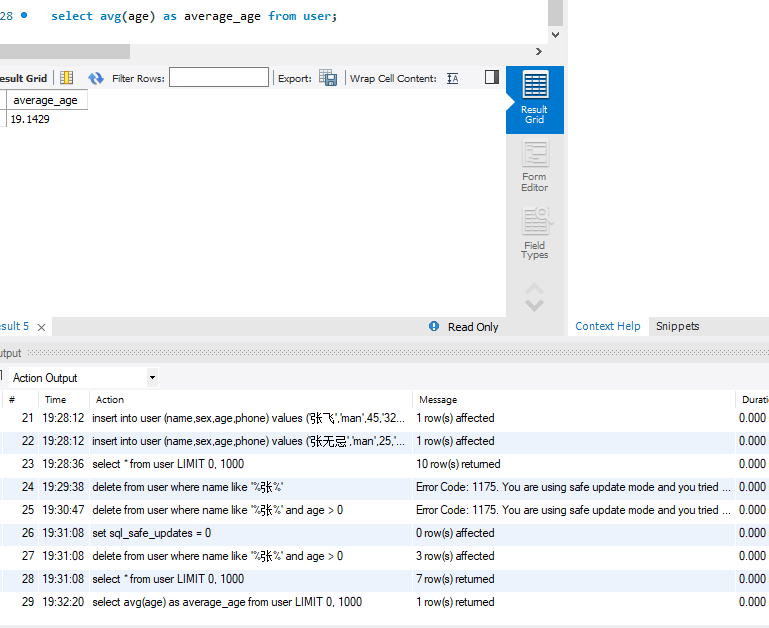 28 select avg(age) as average_age from user;
esult Grid Filter Rows: Export: Wrap Cell Content: IA
average_age
19.1429
Result
Grid
Form
Editor
Field
Types
esult 5 × Read Only
Context Help Snippets
utput
Action Output
# Time Action Message Durati
21 19:28:12 insert into user (name,sex,age,phone) values ('张飞','man',45,'32... 1 row(s) affected 0.000
22 19:28:12 insert into user (name,sex,age,phone) values ('张无忌','man',25,'... 1 row(s) affected 0.000
23 19:28:36 select * from user LIMIT 0, 1000 10 row(s) returned 0.000
24 19:29:38 delete from user where name like '%张%' Error Code: 1175. You are using safe update mode and you tried ... 0.000
25 19:30:47 delete from user where name like '%张%' and age > 0 Error Code: 1175. You are using safe update mode and you tried ... 0.000
26 19:31:08 set sql_safe_updates = 0 0 row(s) affected 0.000
27 19:31:08 delete from user where name like '%张%' and age > 0 3 row(s) affected 0.000
28 19:31:08 select * from user LIMIT 0, 1000 7 row(s) returned 0.000
29 19:32:20 select avg(age) as average_age from user LIMIT 0, 1000 1 row(s) returned 0.000